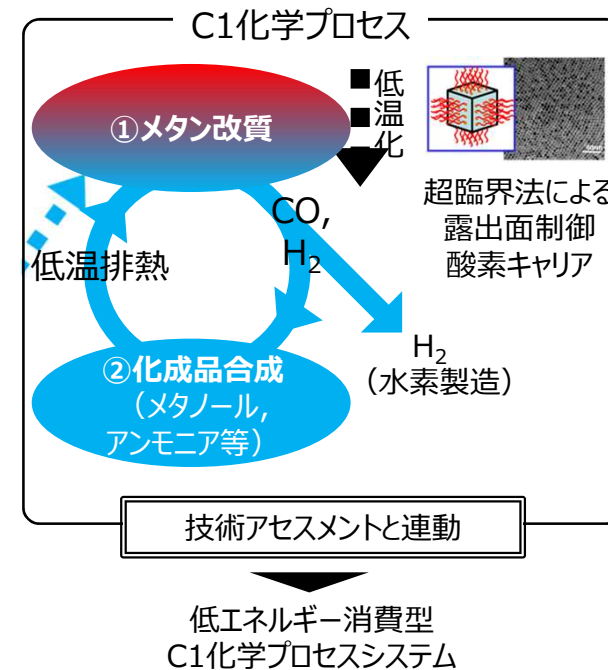 C1化学プロセス
①メタン改質
低
温
化
超臨界法による
露出面制御
酸素キャリア
CO,
H₂
低温排熱
H₂
（水素製造）
②化成品合成
（メタノール,
アンモニア等）
技術アセスメントと連動
低エネルギー消費型
C1化学プロセスシステム